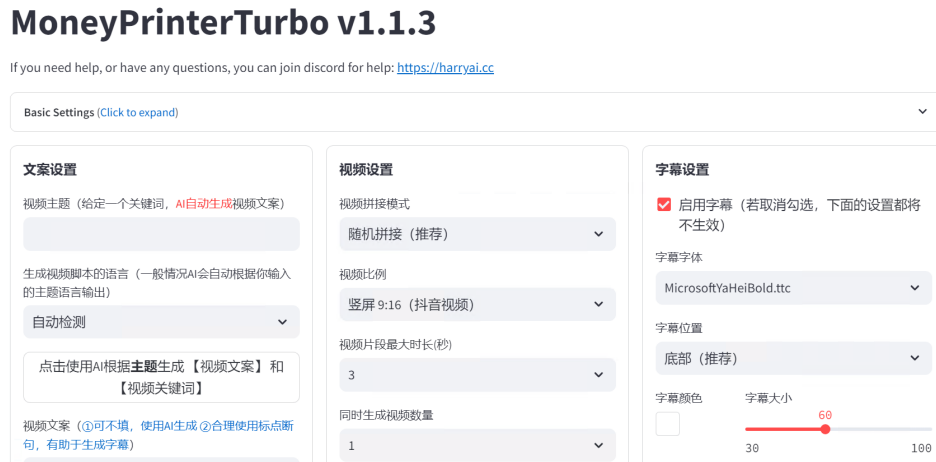 MoneyPrinterTurbo v1.1.3
If you need help, or have any questions, you can join discord for help: https://harryai.cc
Basic Settings (Click to expand)
文案设置
视频主题（给定一个关键词，AI自动生成视频文案）
生成视频脚本的语言（一般情况AI会自动根据你输入
的主题语言输出）
自动检测
点击使用AI根据主题生成【视频文案】和
【视频关键词】
视频文案（①可不填，使用AI生成 ②合理使用标点断
句，有助于生成字幕）
视频设置
视频拼接模式
随机拼接（推荐）
视频比例
竖屏 9:16（抖音视频）
视频片段最大时长(秒)
3
同时生成视频数量
1
字幕设置
启用字幕（若取消勾选，下面的设置都将
不生效）
字幕字体
MicrosoftYaHeiBold.ttc
字幕位置
底部（推荐）
字幕颜色
字幕大小
60
30
100